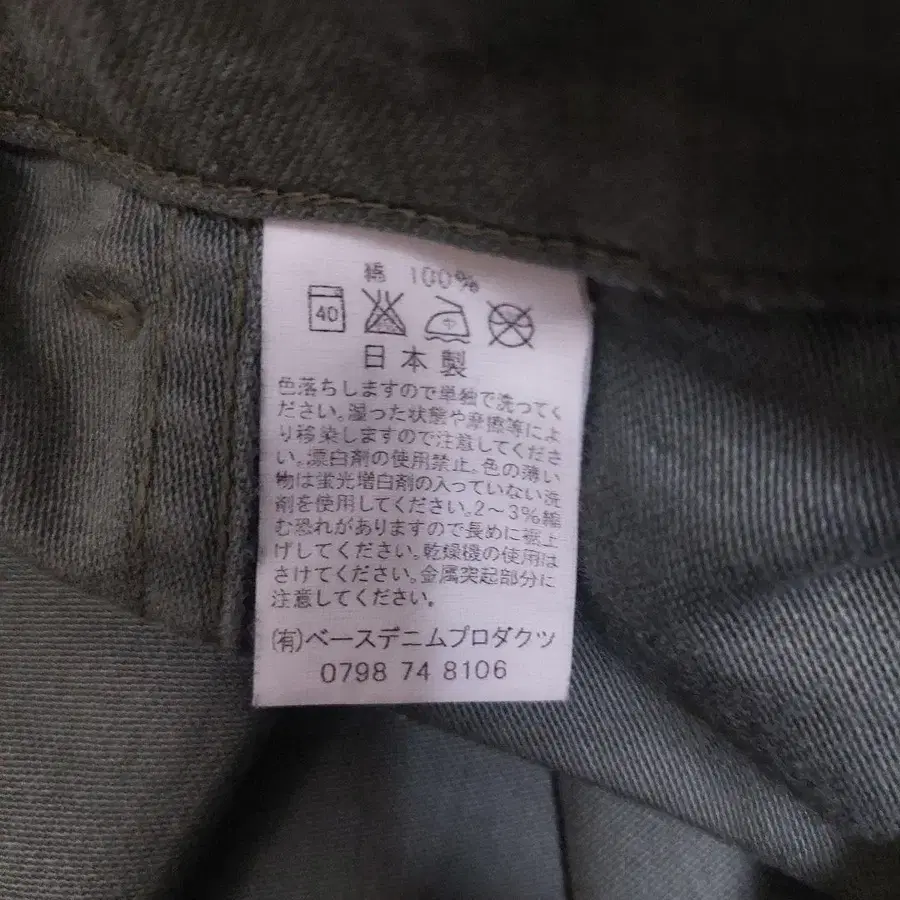 綿 100%
40
中
日本製
色落ちしますので単独で洗ってく
ださい。湿った状態や摩擦等によ
り移染しますので注意してくださ
い。漂白剤の使用禁止。色の薄い
物は蛍光増白剤の入っていない洗
剤を使用してください。2〜3%縮
む恐れがありますので長めに裾上
げしてください。乾燥機の使用は
さけてください。金属突起部分に
注意してください。
(有)ベースデニムプロダクツ
0798 74 8106